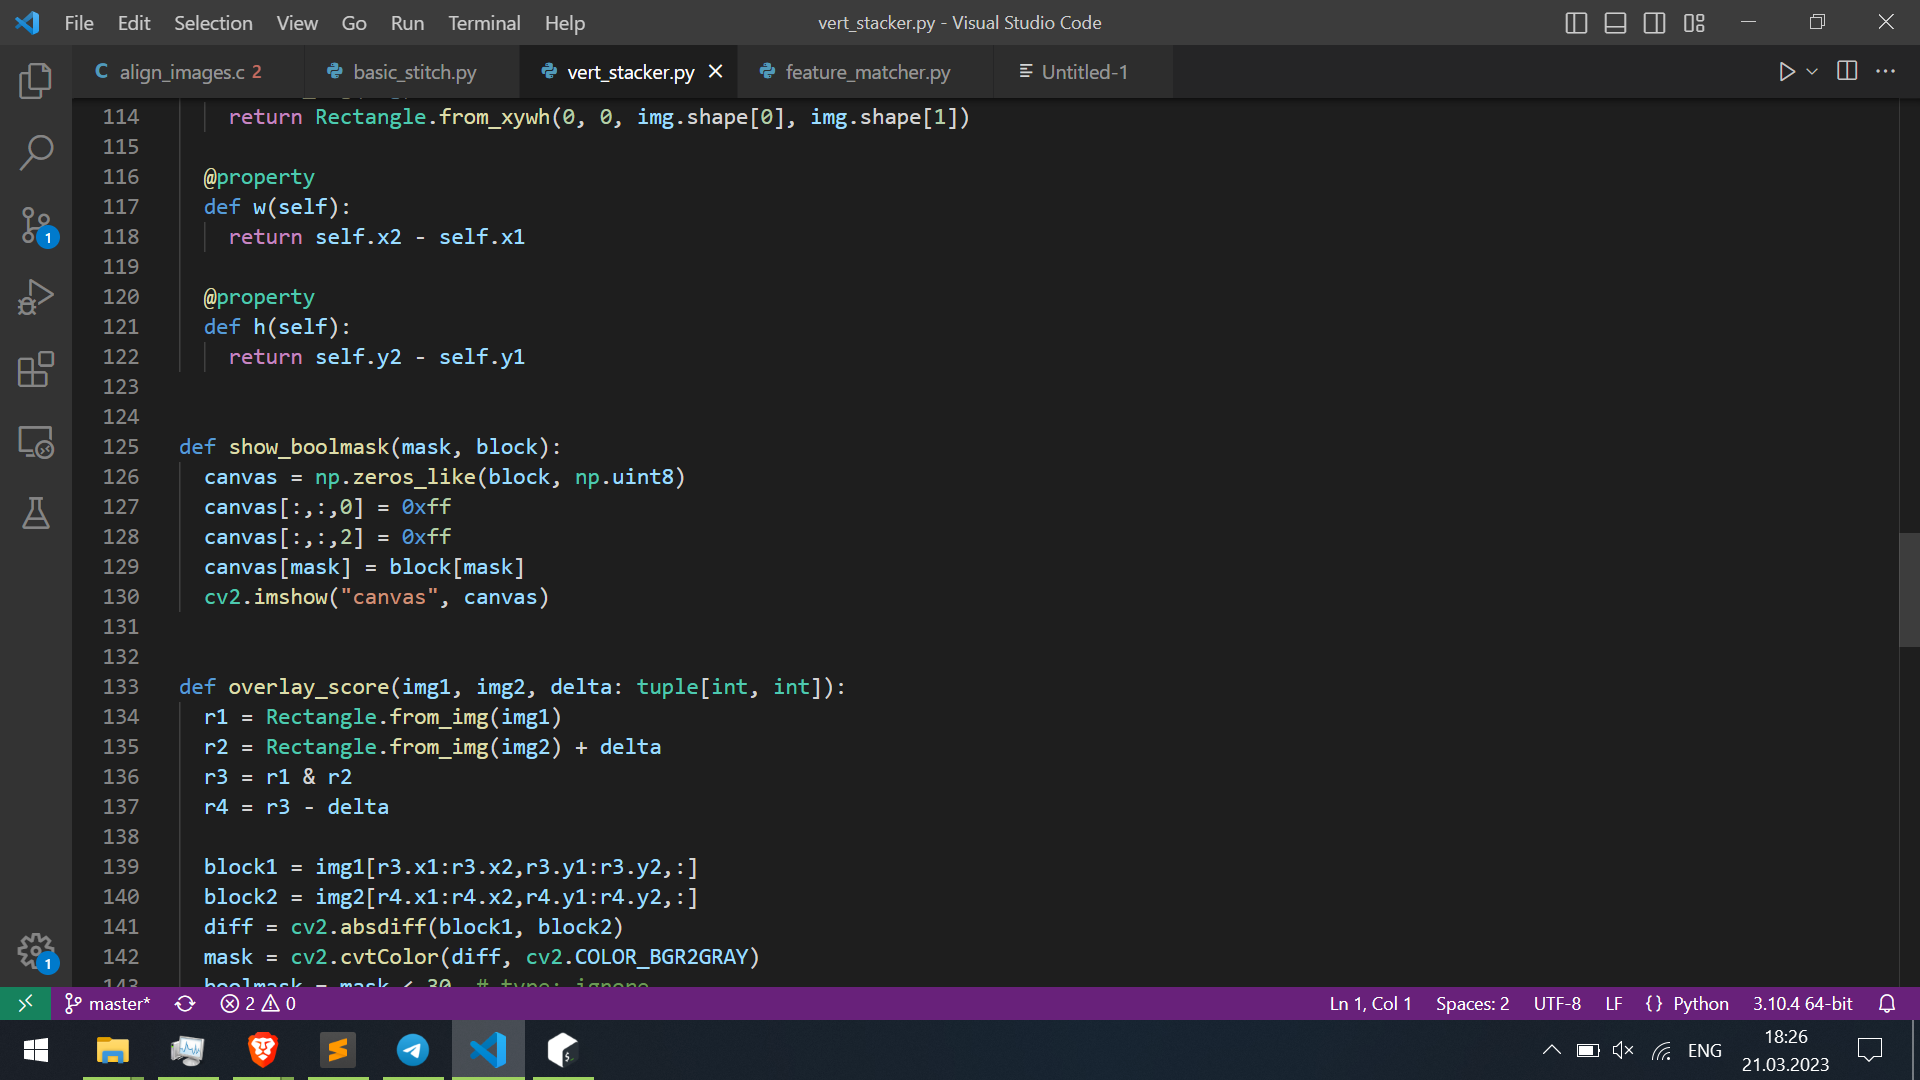 File Edit Selection View Go Run Terminal Help vert_stacker.py - Visual Studio Code
align_images.c 2 basic_stitch.py vert_stacker.py feature_matcher.py Untitled-1
114 return Rectangle.from_xywh(0, 0, img.shape[0], img.shape[1])
115
116 @property
117 def w(self):
118 return self.x2 - self.x1
119
120 @property
121 def h(self):
122 return self.y2 - self.y1
123
124
125 def show_boolmask(mask, block):
126 canvas = np.zeros_like(block, np.uint8)
127 canvas[:,:,0] = 0xff
128 canvas[:,:,2] = 0xff
129 canvas[mask] = block[mask]
130 cv2.imshow("canvas", canvas)
131
132
133 def overlay_score(img1, img2, delta: tuple[int, int]):
134 r1 = Rectangle.from_img(img1)
135 r2 = Rectangle.from_img(img2) + delta
136 r3 = r1 & r2
137 r4 = r3 - delta
138
139 block1 = img1[r3.x1:r3.x2,r3.y1:r3.y2,:]
140 block2 = img2[r4.x1:r4.x2,r4.y1:r4.y2,:]
141 diff = cv2.absdiff(block1, block2)
142 mask = cv2.cvtColor(diff, cv2.COLOR_BGR2GRAY)
143 boolmask = mask < 30 # type: ignore
master* 2 0 Ln 1, Col 1 Spaces: 2 UTF-8 LF {} Python 3.10.4 64-bit
ENG 18:26
21.03.2023